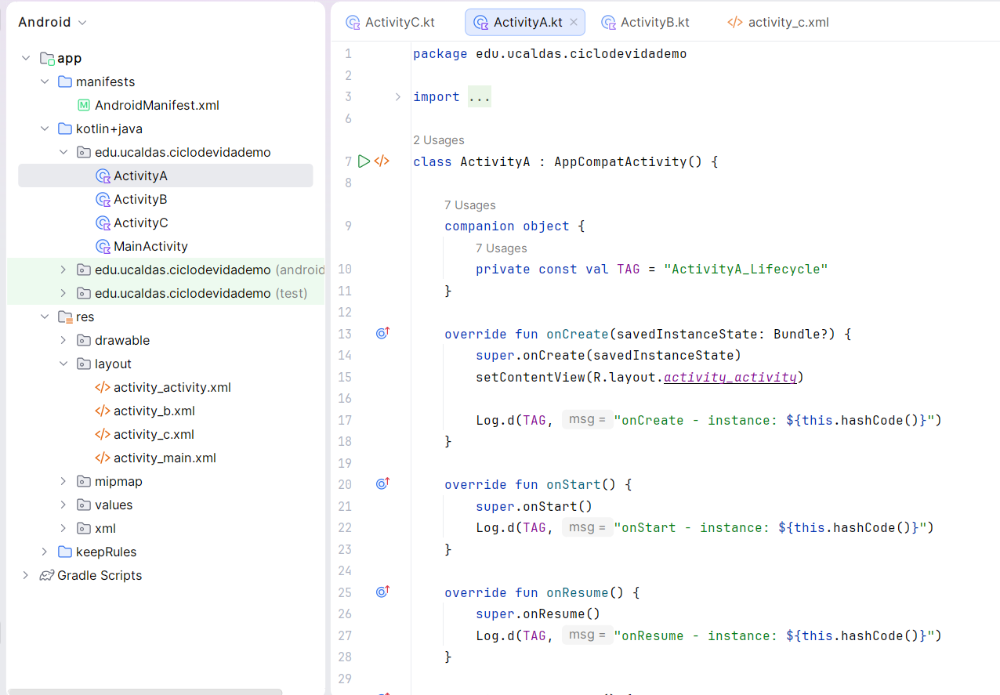 Android
app
manifests
AndroidManifest.xml
kotlin+java
edu.ucaldas.ciclodevidademo
ActivityA
ActivityB
ActivityC
MainActivity
edu.ucaldas.ciclodevidademo (android
edu.ucaldas.ciclodevidademo (test)
res
drawable
layout
activity_activity.xml
activity_b.xml
activity_c.xml
activity_main.xml
mipmap
values
xml
keepRules
Gradle Scripts
ActivityC.kt ActivityA.kt ActivityB.kt activity_c.xml
1 package edu.ucaldas.ciclodevidademo
2
3 import ...
6
2 Usages
7 class ActivityA : AppCompatActivity() {
8
7 Usages
9 companion object {
7 Usages
10 private const val TAG = "ActivityA_Lifecycle"
11 }
12
13 override fun onCreate(savedInstanceState: Bundle?) {
14 super.onCreate(savedInstanceState)
15 setContentView(R.layout.activity_activity)
16
17 Log.d(TAG, msg = "onCreate - instance: ${this.hashCode()}")
18 }
19
20 override fun onStart() {
21 super.onStart()
22 Log.d(TAG, msg = "onStart - instance: ${this.hashCode()}")
23 }
24
25 override fun onResume() {
26 super.onResume()
27 Log.d(TAG, msg = "onResume - instance: ${this.hashCode()}")
28 }
29